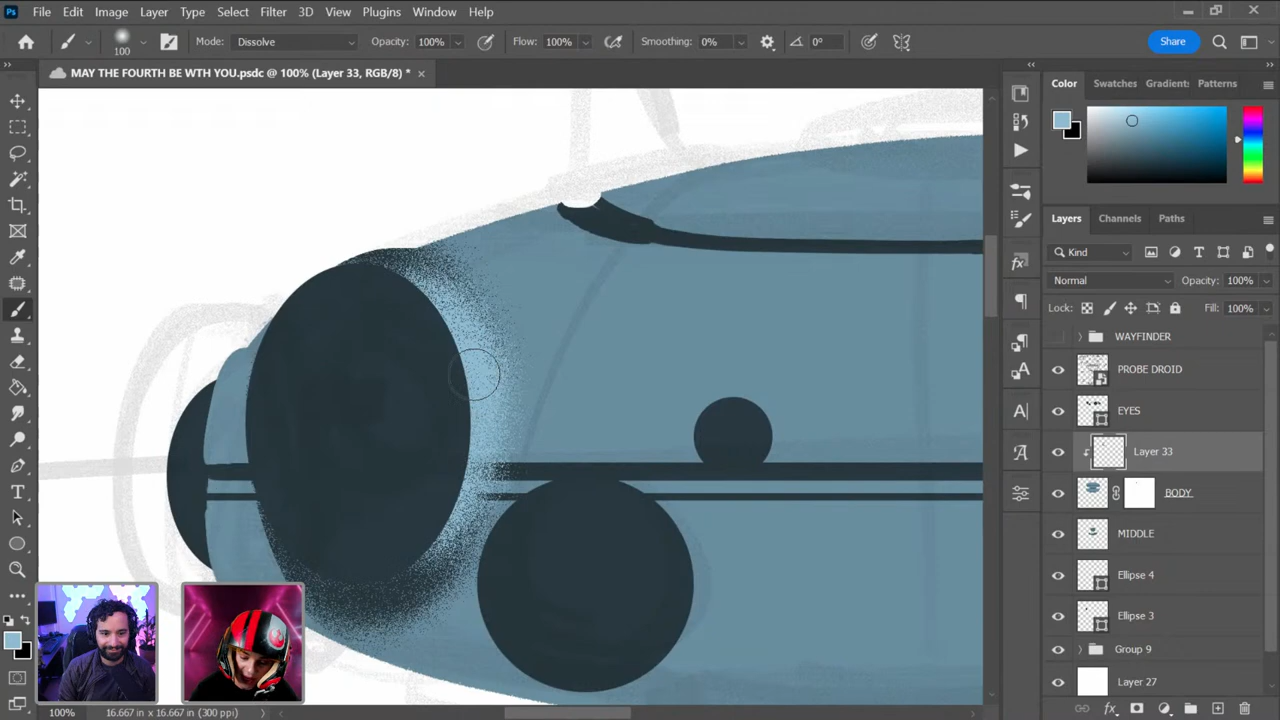 Ps File Edit Image Layer Type Select Filter 3D View Plugins Window Help
100 Mode: Dissolve Opacity: 100% Flow: 100% Smoothing: 0% 0° Share
MAY THE FOURTH BE WTH YOU.psdc @ 100% (Layer 33, RGB/8) *
Color Swatches Gradient: Patterns
Layers Channels Paths
Kind
Normal Opacity: 100%
Lock: Fill: 100%
WAYFINDER
PROBE DROID
EYES
Layer 33
BODY
MIDDLE
Ellipse 4
Ellipse 3
Group 9
Layer 27
100% 16.667 in x 16.667 in (300 ppi)